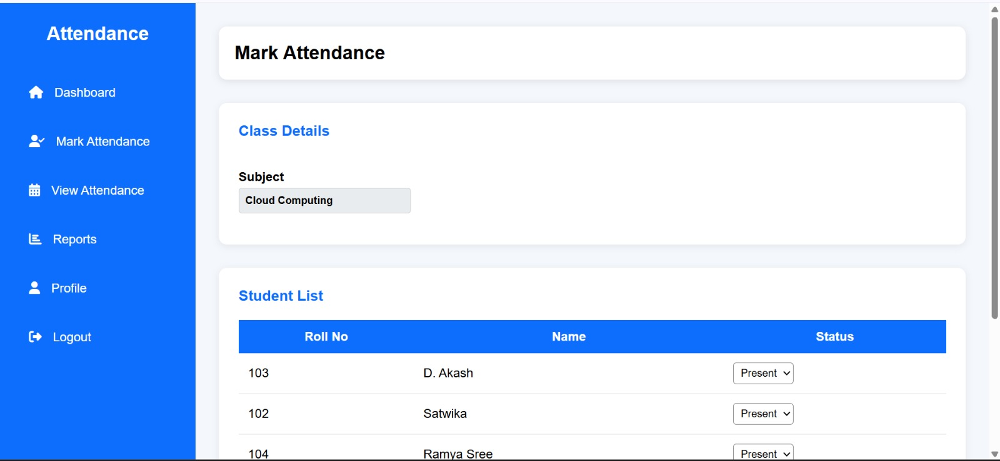 Attendance
Dashboard
Mark Attendance
View Attendance
Reports
Profile
Logout
Mark Attendance
Class Details
Subject
Cloud Computing
Student List
Roll No Name Status
103 D. Akash Present
102 Satwika Present
104 Ramya Sree Present